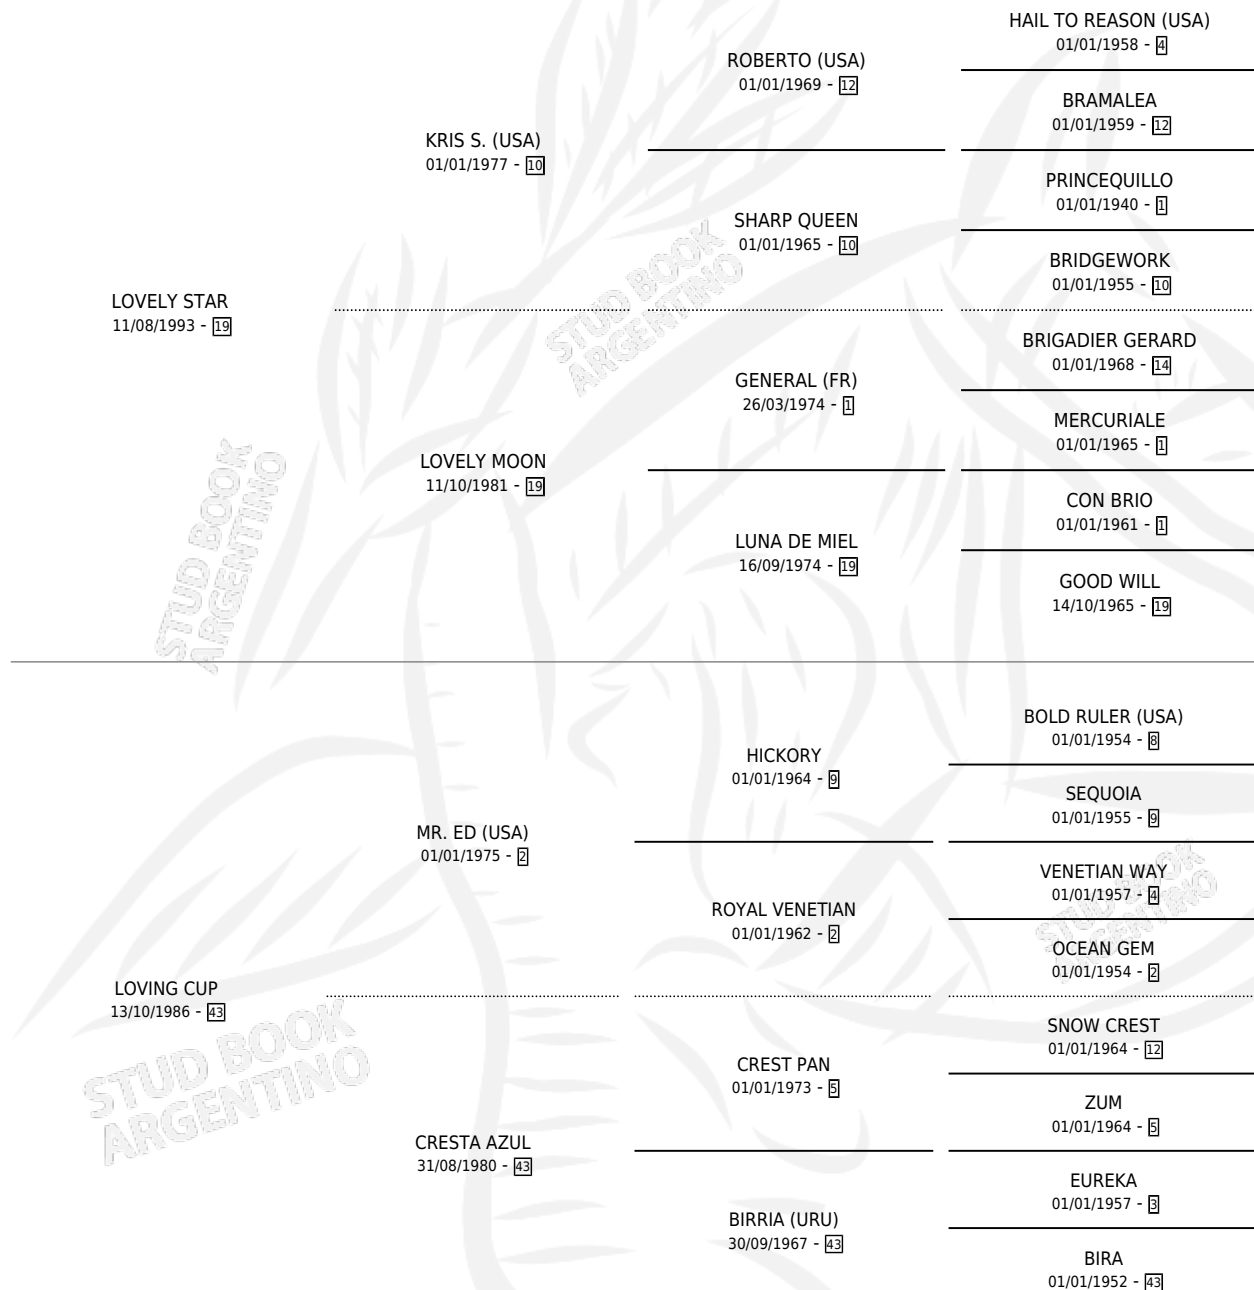 HAIL TO REASON (USA)
01/01/1958 - 4
ROBERTO (USA)
01/01/1969 - 12
BRAMALEA
01/01/1959 - 12
KRIS S. (USA)
01/01/1977 - 10
PRINCEQUILLO
01/01/1940 - 1
SHARP QUEEN
01/01/1965 - 10
BRIDGEWORK
01/01/1955 - 10
LOVELY STAR
11/08/1993 - 19
BRIGADIER GERARD
01/01/1968 - 14
GENERAL (FR)
26/03/1974 - 1
MERCURIALE
01/01/1965 - 1
LOVELY MOON
11/10/1981 - 19
CON BRIO
01/01/1961 - 1
LUNA DE MIEL
16/09/1974 - 19
GOOD WILL
14/10/1965 - 19
BOLD RULER (USA)
01/01/1954 - 8
HICKORY
01/01/1964 - 9
SEQUOIA
01/01/1955 - 9
MR. ED (USA)
01/01/1975 - 2
VENETIAN WAY
01/01/1957 - 4
ROYAL VENETIAN
01/01/1962 - 2
OCEAN GEM
01/01/1954 - 2
LOVING CUP
13/10/1986 - 43
SNOW CREST
01/01/1964 - 12
CREST PAN
01/01/1973 - 5
ZUM
01/01/1964 - 5
CRESTA AZUL
31/08/1980 - 43
EUREKA
01/01/1957 - 3
BIRRIA (URU)
30/09/1967 - 43
BIRA
01/01/1952 - 43
STUD BOOK
ARGENTINO
STUD BOOK
ARGENTINO
STUD BOOK
ARGENTINO
STUD BOOK
ARGENTINO